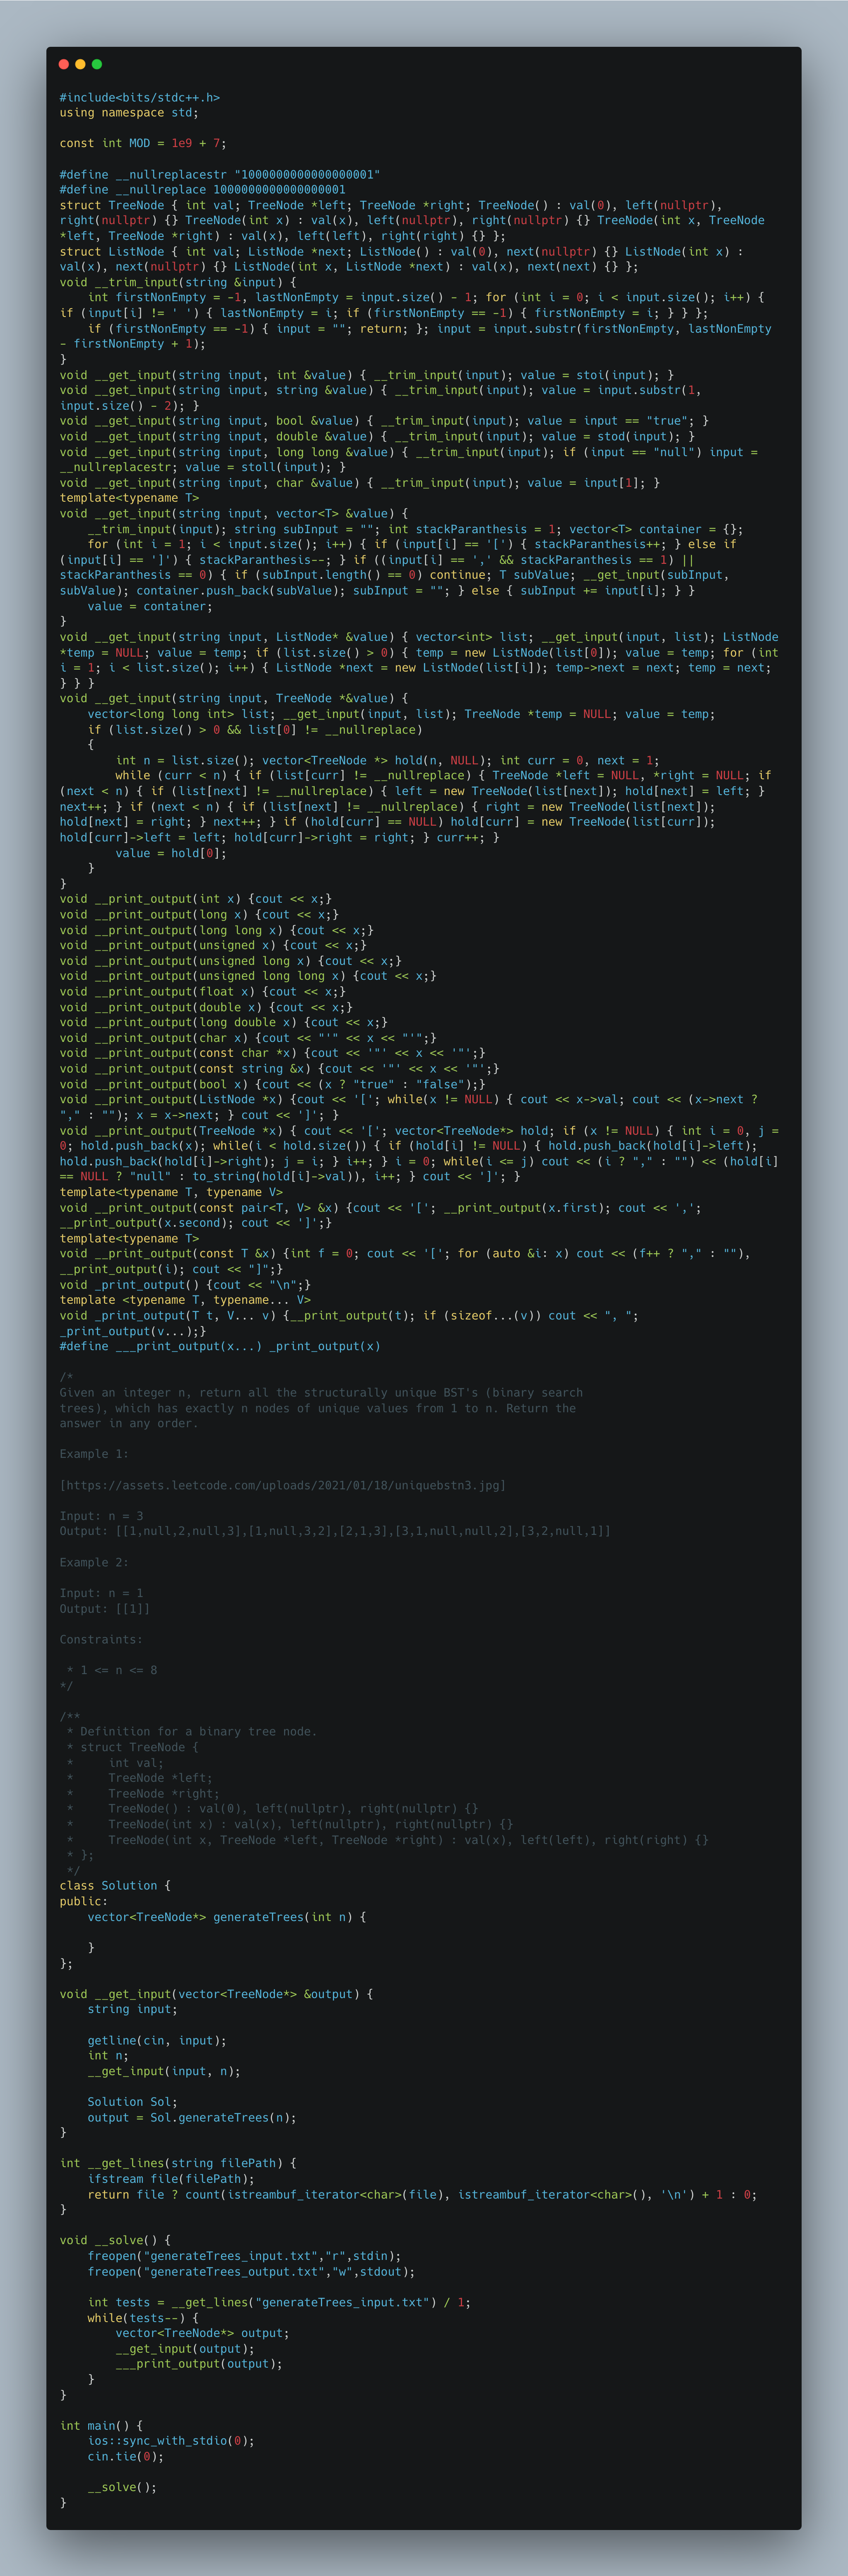 #include<bits/stdc++.h>
using namespace std;

const int MOD = 1e9 + 7;

#define __nullreplacestr "1000000000000000001"
#define __nullreplace 1000000000000000001
struct TreeNode { int val; TreeNode *left; TreeNode *right; TreeNode() : val(0), left(nullptr),
right(nullptr) {} TreeNode(int x) : val(x), left(nullptr), right(nullptr) {} TreeNode(int x, TreeNode
*left, TreeNode *right) : val(x), left(left), right(right) {} };
struct ListNode { int val; ListNode *next; ListNode() : val(0), next(nullptr) {} ListNode(int x) :
val(x), next(nullptr) {} ListNode(int x, ListNode *next) : val(x), next(next) {} };
void __trim_input(string &input) {
    int firstNonEmpty = -1, lastNonEmpty = input.size() - 1; for (int i = 0; i < input.size(); i++) {
if (input[i] != ' ') { lastNonEmpty = i; if (firstNonEmpty == -1) { firstNonEmpty = i; } } };
    if (firstNonEmpty == -1) { input = ""; return; }; input = input.substr(firstNonEmpty, lastNonEmpty
- firstNonEmpty + 1);
}
void __get_input(string input, int &value) { __trim_input(input); value = stoi(input); }
void __get_input(string input, string &value) { __trim_input(input); value = input.substr(1,
input.size() - 2); }
void __get_input(string input, bool &value) { __trim_input(input); value = input == "true"; }
void __get_input(string input, double &value) { __trim_input(input); value = stod(input); }
void __get_input(string input, long long &value) { __trim_input(input); if (input == "null") input =
__nullreplacestr; value = stoll(input); }
void __get_input(string input, char &value) { __trim_input(input); value = input[1]; }
template<typename T>
void __get_input(string input, vector<T> &value) {
    __trim_input(input); string subInput = ""; int stackParanthesis = 1; vector<T> container = {};
    for (int i = 1; i < input.size(); i++) { if (input[i] == '[') { stackParanthesis++; } else if
(input[i] == ']') { stackParanthesis--; } if ((input[i] == ',' && stackParanthesis == 1) ||
stackParanthesis == 0) { if (subInput.length() == 0) continue; T subValue; __get_input(subInput,
subValue); container.push_back(subValue); subInput = ""; } else { subInput += input[i]; } }
    value = container;
}
void __get_input(string input, ListNode* &value) { vector<int> list; __get_input(input, list); ListNode
*temp = NULL; value = temp; if (list.size() > 0) { temp = new ListNode(list[0]); value = temp; for (int
i = 1; i < list.size(); i++) { ListNode *next = new ListNode(list[i]); temp->next = next; temp = next;
} } }
void __get_input(string input, TreeNode *&value) {
    vector<long long int> list; __get_input(input, list); TreeNode *temp = NULL; value = temp;
    if (list.size() > 0 && list[0] != __nullreplace)
    {
        int n = list.size(); vector<TreeNode *> hold(n, NULL); int curr = 0, next = 1;
        while (curr < n) { if (list[curr] != __nullreplace) { TreeNode *left = NULL, *right = NULL; if
(next < n) { if (list[next] != __nullreplace) { left = new TreeNode(list[next]); hold[next] = left; }
next++; } if (next < n) { if (list[next] != __nullreplace) { right = new TreeNode(list[next]);
hold[next] = right; } next++; } if (hold[curr] == NULL) hold[curr] = new TreeNode(list[curr]);
hold[curr]->left = left; hold[curr]->right = right; } curr++; }
        value = hold[0];
    }
}
void __print_output(int x) {cout << x;}
void __print_output(long x) {cout << x;}
void __print_output(long long x) {cout << x;}
void __print_output(unsigned x) {cout << x;}
void __print_output(unsigned long x) {cout << x;}
void __print_output(unsigned long long x) {cout << x;}
void __print_output(float x) {cout << x;}
void __print_output(double x) {cout << x;}
void __print_output(long double x) {cout << x;}
void __print_output(char x) {cout << "'" << x << "'";}
void __print_output(const char *x) {cout << '"' << x << '"';}
void __print_output(const string &x) {cout << '"' << x << '"';}
void __print_output(bool x) {cout << (x ? "true" : "false");}
void __print_output(ListNode *x) {cout << '['; while(x != NULL) { cout << x->val; cout << (x->next ?
"," : ""); x = x->next; } cout << ']'; }
void __print_output(TreeNode *x) { cout << '['; vector<TreeNode*> hold; if (x != NULL) { int i = 0, j =
0; hold.push_back(x); while(i < hold.size()) { if (hold[i] != NULL) { hold.push_back(hold[i]->left);
hold.push_back(hold[i]->right); j = i; } i++; } i = 0; while(i <= j) cout << (i ? "," : "") << (hold[i]
== NULL ? "null" : to_string(hold[i]->val)), i++; } cout << ']'; }
template<typename T, typename V>
void __print_output(const pair<T, V> &x) {cout << '['; __print_output(x.first); cout << ',';
__print_output(x.second); cout << ']';}
template<typename T>
void __print_output(const T &x) {int f = 0; cout << '['; for (auto &i: x) cout << (f++ ? "," : ""),
__print_output(i); cout << "]";}
void _print_output() {cout << "\n";}
template <typename T, typename... V>
void _print_output(T t, V... v) {__print_output(t); if (sizeof...(v)) cout << ", ";
_print_output(v...);}
#define ___print_output(x...) _print_output(x)

/*
Given an integer n, return all the structurally unique BST's (binary search
trees), which has exactly n nodes of unique values from 1 to n. Return the
answer in any order.

Example 1:

[https://assets.leetcode.com/uploads/2021/01/18/uniquebstn3.jpg]

Input: n = 3
Output: [[1,null,2,null,3],[1,null,3,2],[2,1,3],[3,1,null,null,2],[3,2,null,1]]

Example 2:

Input: n = 1
Output: [[1]]

Constraints:

 * 1 <= n <= 8
*/

/**
 * Definition for a binary tree node.
 * struct TreeNode {
 *     int val;
 *     TreeNode *left;
 *     TreeNode *right;
 *     TreeNode() : val(0), left(nullptr), right(nullptr) {}
 *     TreeNode(int x) : val(x), left(nullptr), right(nullptr) {}
 *     TreeNode(int x, TreeNode *left, TreeNode *right) : val(x), left(left), right(right) {}
 * };
 */
class Solution {
public:
    vector<TreeNode*> generateTrees(int n) {

    }
};

void __get_input(vector<TreeNode*> &output) {
    string input;

    getline(cin, input);
    int n;
    __get_input(input, n);

    Solution Sol;
    output = Sol.generateTrees(n);
}

int __get_lines(string filePath) {
    ifstream file(filePath);
    return file ? count(istreambuf_iterator<char>(file), istreambuf_iterator<char>(), '\n') + 1 : 0;
}

void __solve() {
    freopen("generateTrees_input.txt","r",stdin);
    freopen("generateTrees_output.txt","w",stdout);

    int tests = __get_lines("generateTrees_input.txt") / 1;
    while(tests--) {
        vector<TreeNode*> output;
        __get_input(output);
        ___print_output(output);
    }
}

int main() {
    ios::sync_with_stdio(0);
    cin.tie(0);

    __solve();
}